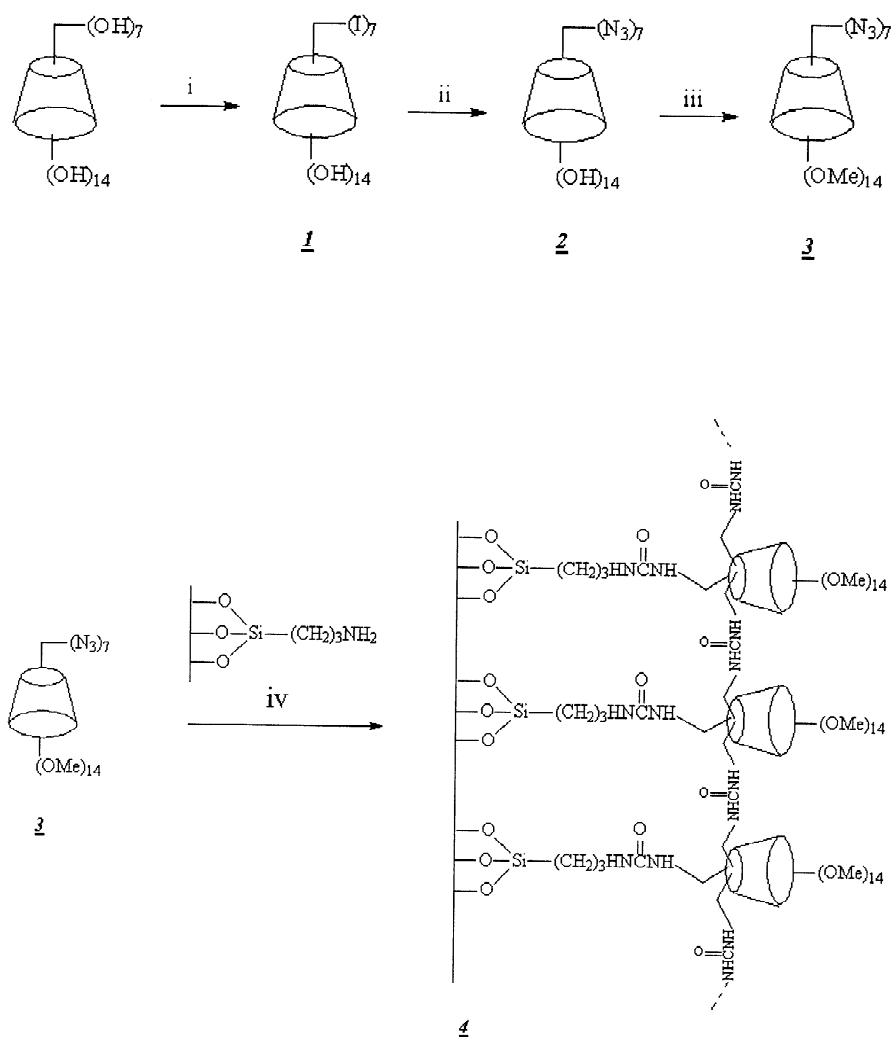 (OH)7 (I)7 (N3)7 (N3)7
i ii iii
(OH)14 (OH)14 (OH)14 (OMe)14
1 2 3
NHCNH
O
O O
Si (CH2)3HNCNH (OMe)14
O
O
O
O NHCNH
O Si (CH2)3NH2
O
(N3)7
iv
O O
Si (CH2)3HNCNH (OMe)14
O
O
(OMe)14
3
O NHCNH
O O
Si (CH2)3HNCNH (OMe)14
O
O
O NHCNH
4